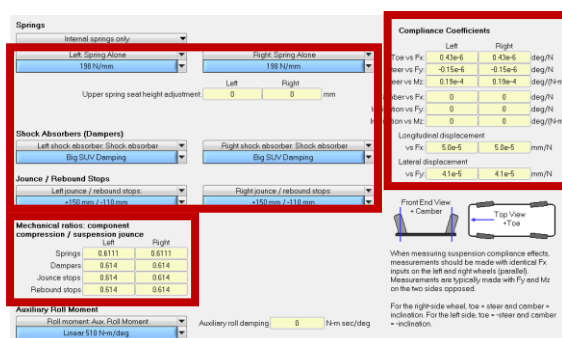 Springs
Internal springs only
Left: Spring Alone Right: Spring Alone
198 N/mm 198 N/mm
Left Right
Upper spring seat height adjustment 0 0 mm
Shock Absorbers (Dampers)
Left shock absorber: Shock absorber Right shock absorber: Shock absorber
Big SUV Damping Big SUV Damping
Jounce / Rebound Stops
Left jounce / rebound stops: Right jounce / rebound stops:
+150 mm / -110 mm +150 mm / -110 mm
Mechanical ratios: component
compression / suspension jounce
Left Right
Springs 0.6111 0.6111
Dampers 0.614 0.614
Jounce stops 0.614 0.614
Rebound stops 0.614 0.614
Auxiliary Roll Moment
Roll moment: Aux. Roll Moment Auxiliary roll damping 0 N-m sec/deg
Linear 510 N-m/deg
Compliance Coefficients
Left Right
Toe vs Fx: 0.43e-6 0.43e-6 deg/N
teer vs Fy: -0.15e-6 -0.15e-6 deg/N
eer vs Mz: 0.19e-4 0.19e-4 deg/(N-m
mber vs Fx: 0 0 deg/N
tion vs Fy: 0 0 deg/N
tion vs Mz: 0 0 deg/(N-m
Longitudinal displacement
vs Fx: 5.0e-5 5.0e-5 mm/N
Lateral displacement
vs Fy: 4.1e-5 4.1e-5 mm/N
Front End View
+ Camber
Top View
+Toe
When measuring suspension compliance effects,
measurements should be made with identical Fx
inputs on the left and right wheels (parallel).
Measurements are typically made with Fy and Mz
on the two sides opposed.
For the right-side wheel, toe = steer and camber =
inclination. For the left side, toe = -steer and camber
= -inclination.